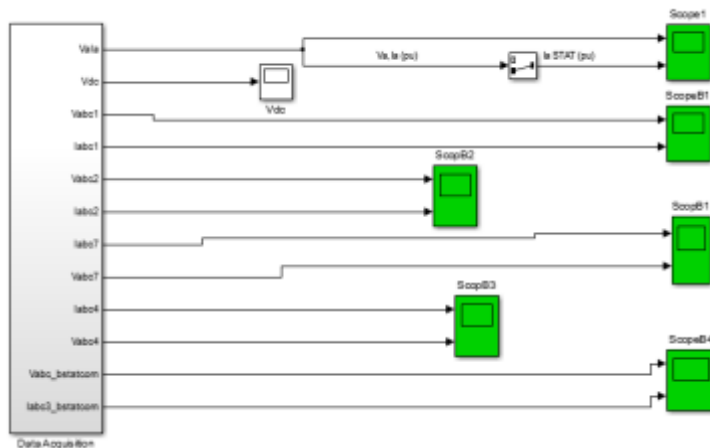 Scope1
VaIa
Va, Ia (pu)
Ia STAT (pu)
Vdc
Vdc
ScopeB1
Vabc1
Iabc1
ScopB2
Vabc2
Iabc2
ScopB1
Iabc7
Vabc7
ScopB3
Iabc4
Vabc4
ScopeB4
Vabc_bstatcom
Iabc3_bstatcom
Data Acquisition